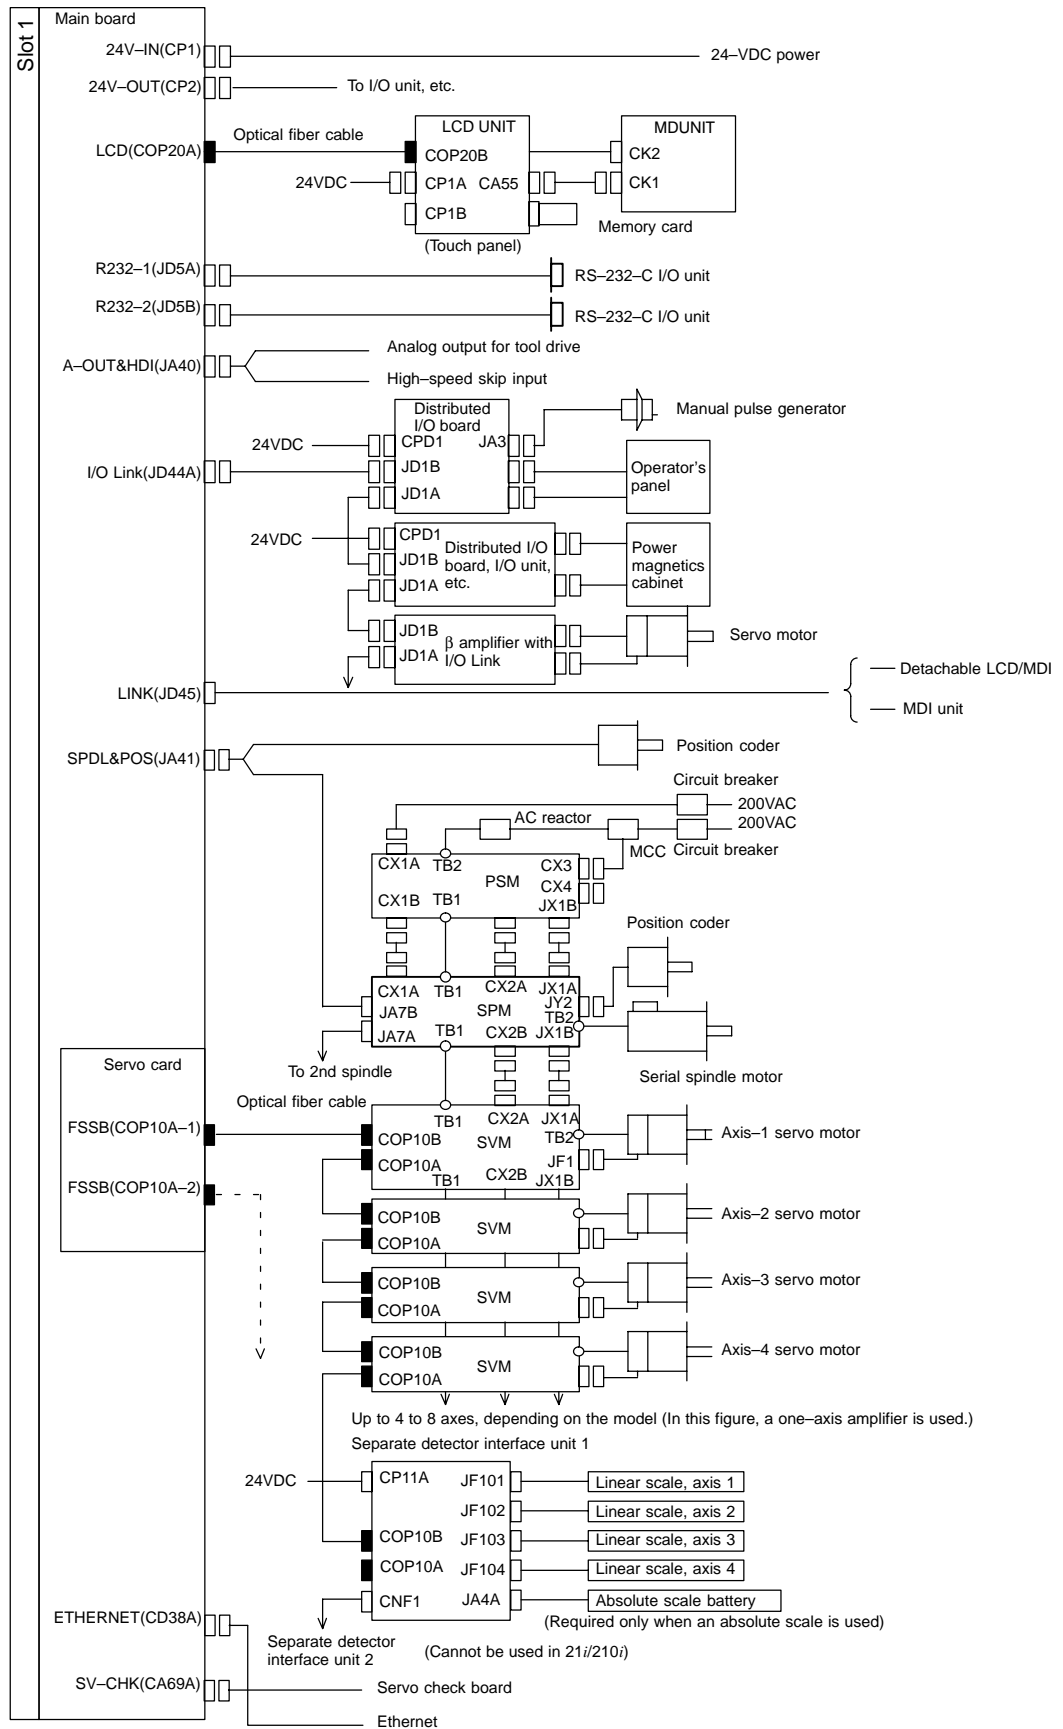 Slot 1
Main board
24V–IN(CP1)
24–VDC power
24V–OUT(CP2)
To I/O unit, etc.
LCD(COP20A)
Optical fiber cable
LCD UNIT
COP20B
24VDC
CP1A CA55
CP1B
(Touch panel)
MDUNIT
CK2
CK1
Memory card
R232–1(JD5A)
RS–232–C I/O unit
R232–2(JD5B)
RS–232–C I/O unit
A–OUT&HDI(JA40)
Analog output for tool drive
High–speed skip input
Distributed
I/O board
24VDC
CPD1 JA3
Manual pulse generator
I/O Link(JD44A)
JD1B
JD1A
Operator's
panel
24VDC
CPD1
JD1B
JD1A
Distributed I/O
board, I/O unit,
etc.
Power
magnetics
cabinet
JD1B
JD1A
β amplifier with
I/O Link
Servo motor
LINK(JD45)
Detachable LCD/MDI
MDI unit
SPDL&POS(JA41)
Position coder
Circuit breaker
200VAC
AC reactor
200VAC
MCC
Circuit breaker
CX1A TB2 CX3
PSM
CX4
CX1B TB1 JX1B
Position coder
CX1A TB1 CX2A JX1A
JA7B SPM JY2
TB2
JA7A TB1 CX2B JX1B
To 2nd spindle
Serial spindle motor
Servo card
Optical fiber cable
FSSB(COP10A–1)
TB1 CX2A JX1A
COP10B SVM TB2
COP10A JF1
TB1 CX2B JX1B
Axis–1 servo motor
FSSB(COP10A–2)
COP10B
SVM
COP10A
Axis–2 servo motor
COP10B
SVM
COP10A
Axis–3 servo motor
COP10B
SVM
COP10A
Axis–4 servo motor
Up to 4 to 8 axes, depending on the model (In this figure, a one–axis amplifier is used.)
Separate detector interface unit 1
24VDC
CP11A JF101
Linear scale, axis 1
JF102
Linear scale, axis 2
COP10B JF103
Linear scale, axis 3
COP10A JF104
Linear scale, axis 4
CNF1 JA4A
Absolute scale battery
(Required only when an absolute scale is used)
ETHERNET(CD38A)
Separate detector
interface unit 2
(Cannot be used in 21i/210i)
SV–CHK(CA69A)
Servo check board
Ethernet